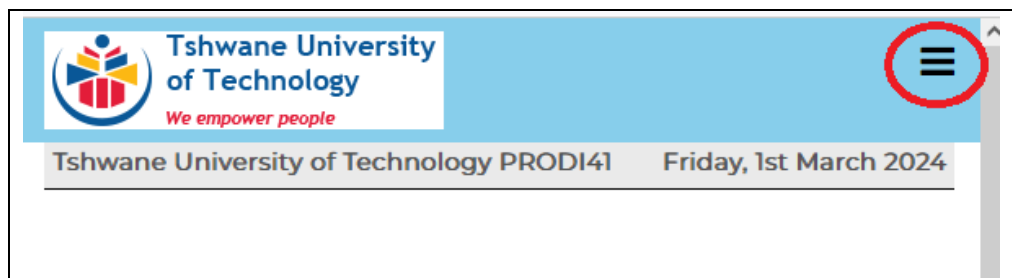 Tshwane University
of Technology
We empower people
Tshwane University of Technology PRODI41 Friday, 1st March 2024